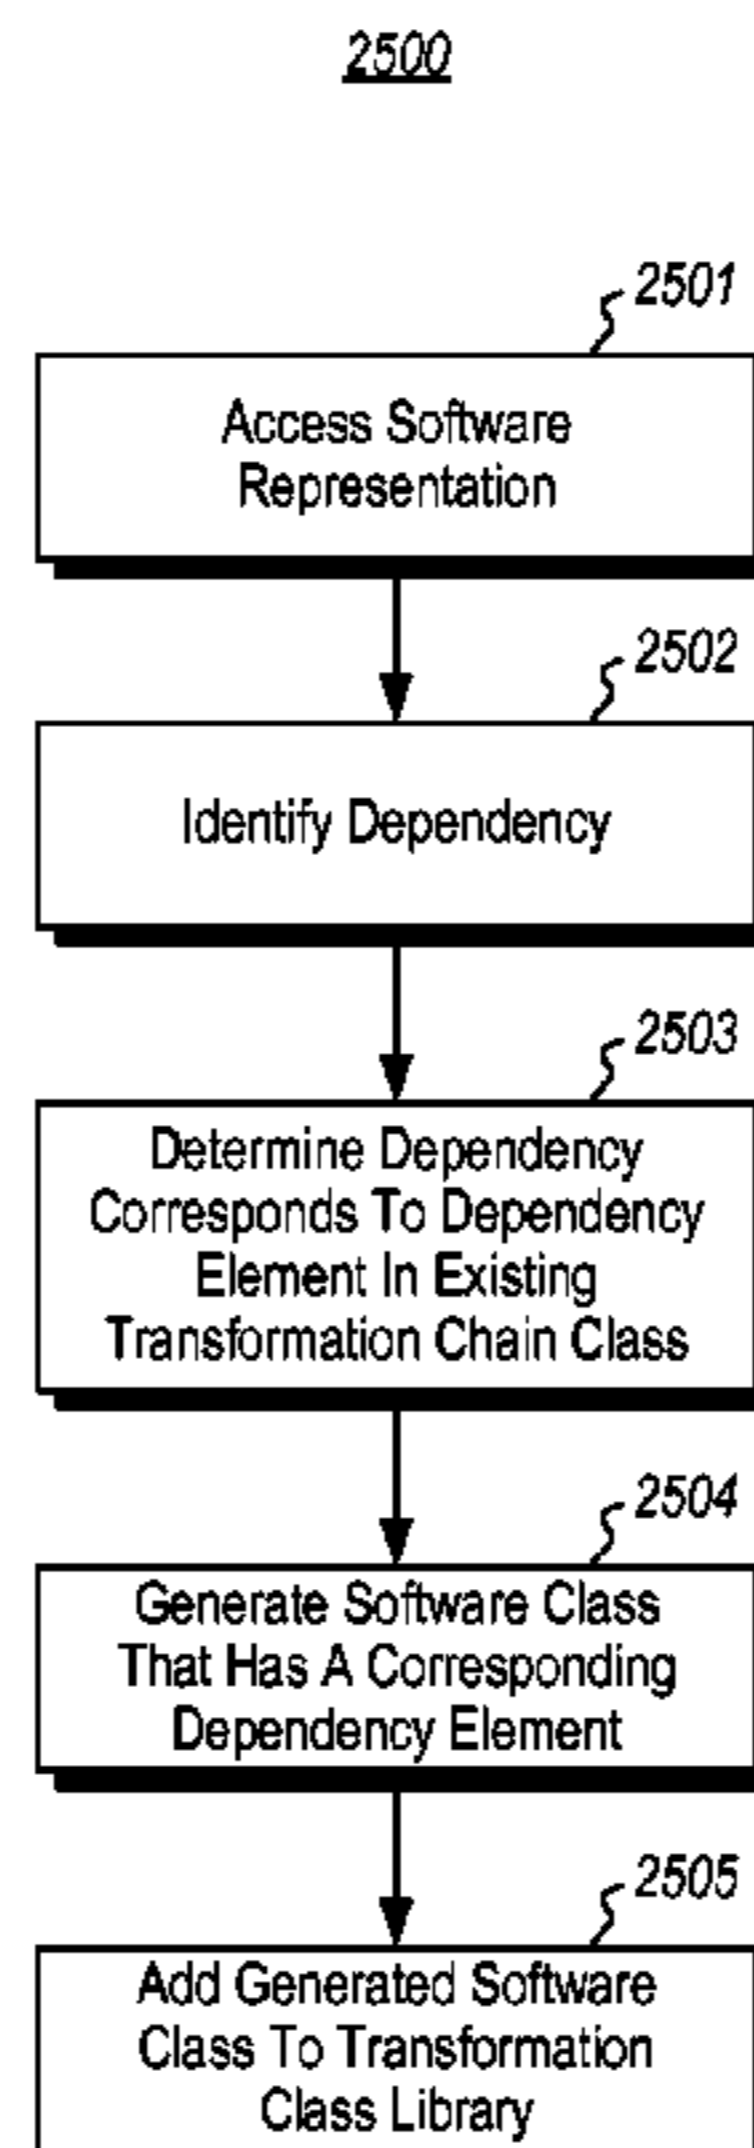 2500
2501
Access Software
Representation
2502
Identify Dependency
2503
Determine Dependency
Corresponds To Dependency
Element In Existing
Transformation Chain Class
2504
Generate Software Class
That Has A Corresponding
Dependency Element
2505
Add Generated Software
Class To Transformation
Class Library